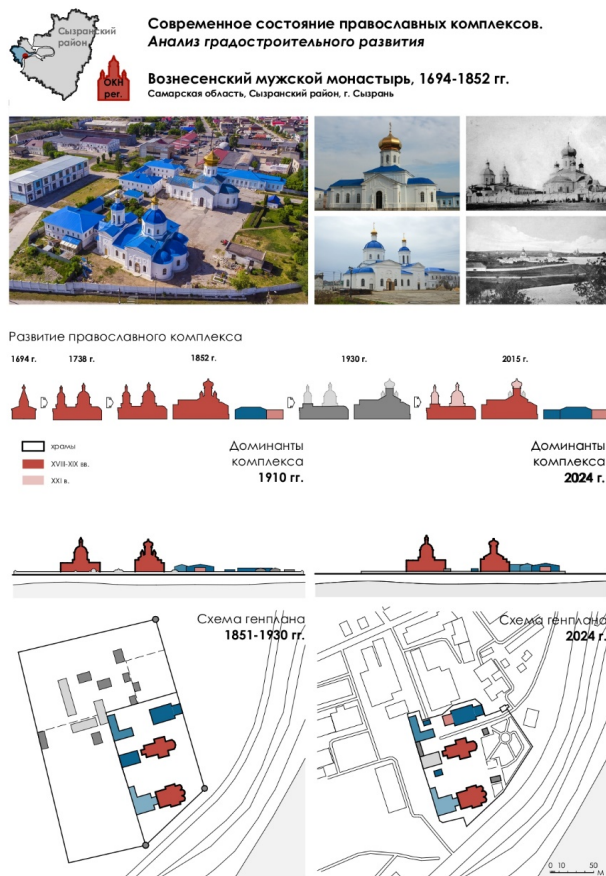 Сызранский
район
ОКН
рег.
Современное состояние православных комплексов.
Анализ градостроительного развития
Вознесенский мужской монастырь, 1694-1852 гг.
Самарская область, Сызранский район, г. Сызрань
Развитие православного комплекса
1694 г. 1738 г. 1852 г. 1930 г. 2015 г.
храмы
XVIII-XIX вв.
XXI в.
Доминанты
комплекса
1910 гг.
Доминанты
комплекса
2024 г.
Схема генплана
1851-1930 гг.
Схема генплана
2024 г.
0 10 50
М